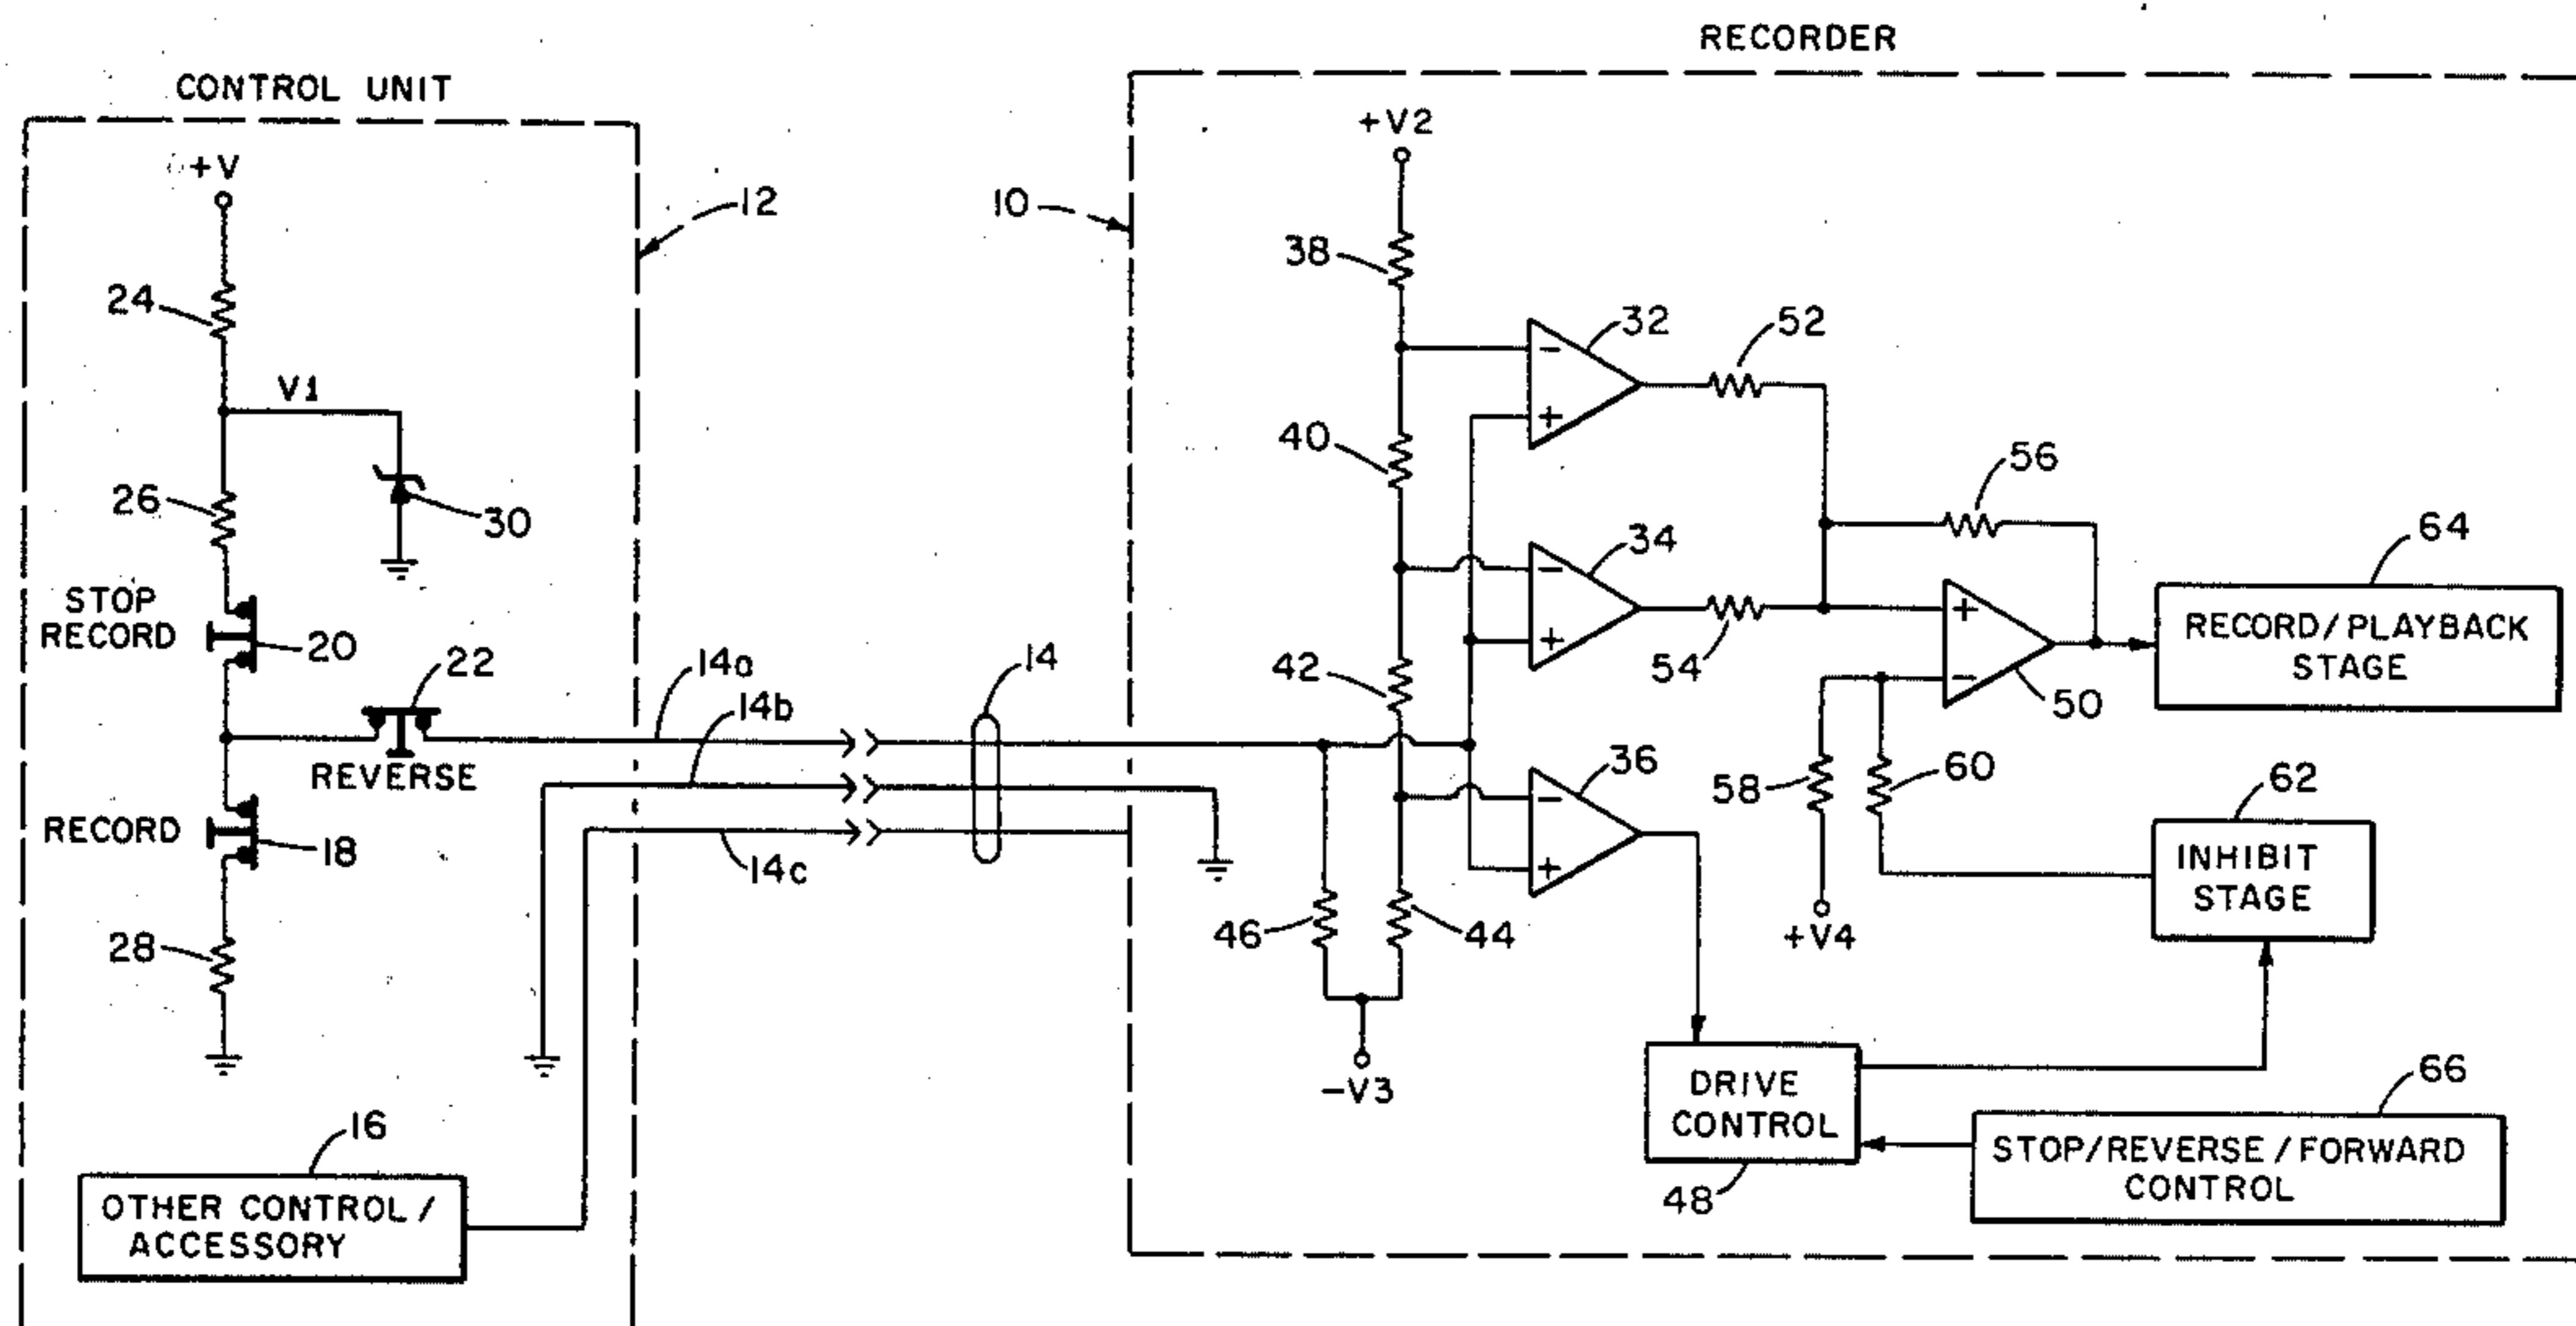 RECORDER
CONTROL UNIT
+V
12
10
+V2
24
V1
26
30
STOP
RECORD
20
22
REVERSE
RECORD
18
28
14a
14b
14c
14
38
40
42
46
44
-V3
32
52
34
54
36
56
50
58
60
+V4
64
RECORD/PLAYBACK
STAGE
62
INHIBIT
STAGE
DRIVE
CONTROL
48
66
STOP/REVERSE/FORWARD
CONTROL
16
OTHER CONTROL/
ACCESSORY